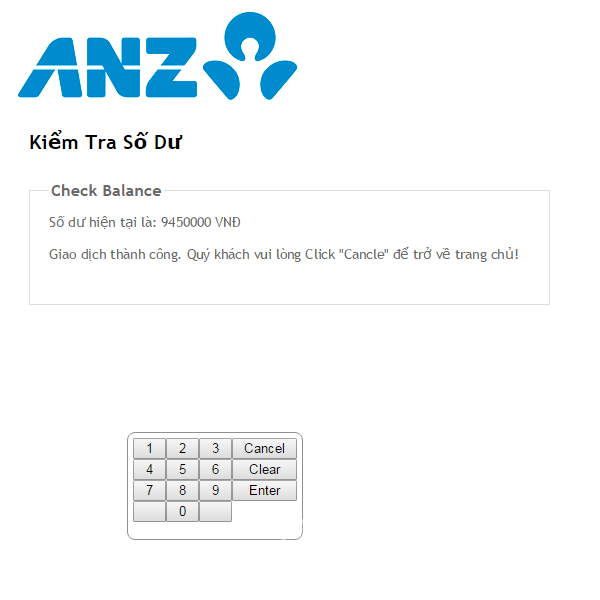 ANZ
Kiểm Tra Số Dư
Check Balance
Số dư hiện tại là: 9450000 VNĐ
Giao dịch thành công. Quý khách vui lòng Click "Cancle" để trở về trang chủ!
1 2 3 Cancel
4 5 6 Clear
7 8 9 Enter
0